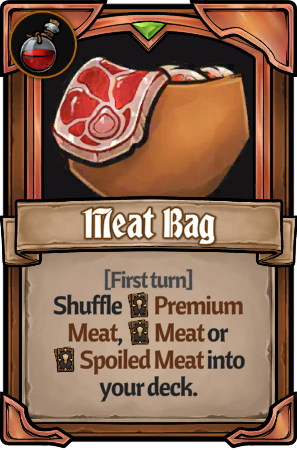 Meat Bag
[First turn]
Shuffle Premium
Meat, Meat or
Spoiled Meat into
your deck.